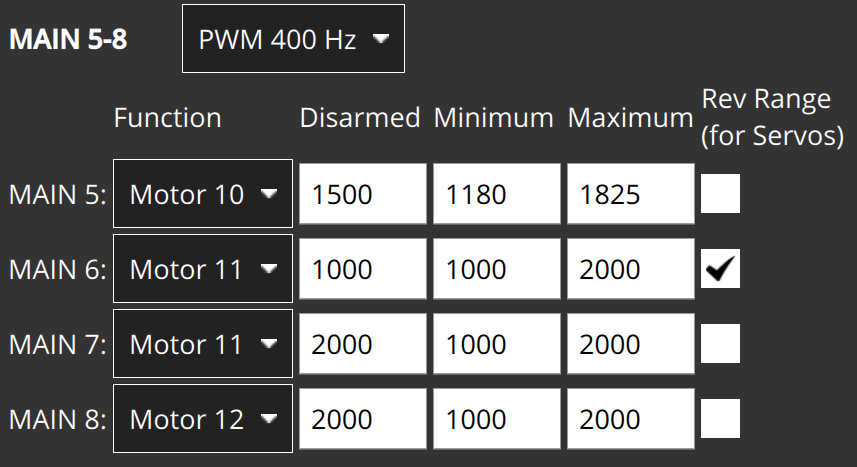 MAIN 5-8 PWM 400 Hz
Function Disarmed Minimum Maximum Rev Range
(for Servos)
MAIN 5: Motor 10 1500 1180 1825
MAIN 6: Motor 11 1000 1000 2000
MAIN 7: Motor 11 2000 1000 2000
MAIN 8: Motor 12 2000 1000 2000